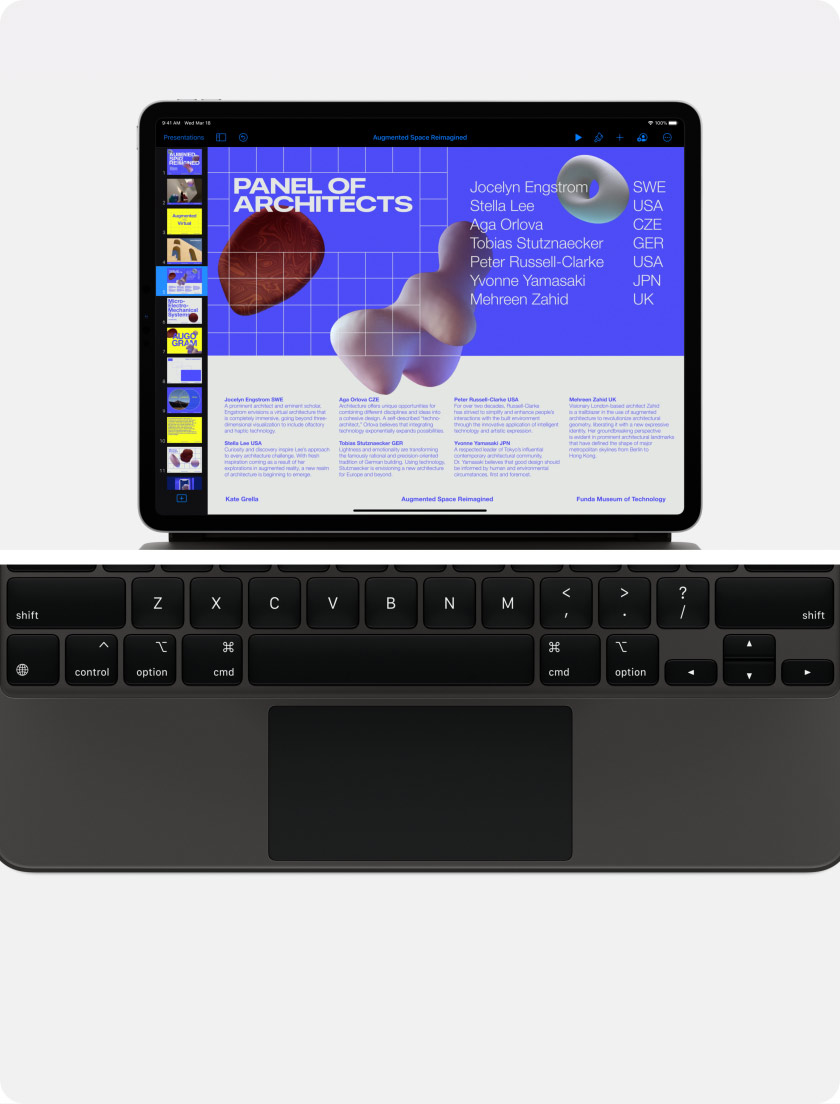 9:41 AM Wed Mar 18
100%
Presentations
Augmented Space Reimagined
PANEL OF
ARCHITECTS
Jocelyn Engstrom SWE
Stella Lee USA
Aga Orlova CZE
Tobias Stutznaecker GER
Peter Russell-Clarke USA
Yvonne Yamasaki JPN
Mehreen Zahid UK
1
2
Augmented
Virtual
4
Micro-
Electro-
Mechanical
Systems
6
AUGO
GRAM
7
8
9
10
11
Jocelyn Engstrom SWE
A prominent architect and eminent scholar,
Engstrom envisions a virtual architecture that
is completely immersive, going beyond three-
dimensional visualization to include olfactory
and haptic technology.
Stella Lee USA
Curiosity and discovery inspire Lee's approach
to every architectural challenge. With fresh
inspiration coming as a result of her
explorations in augmented reality, a new realm
of architecture is beginning to emerge.
Aga Orlova CZE
Architecture offers unique opportunities for
combining different disciplines and ideas into
a cohesive design. A self-described "techno-
architect," Orlova believes that integrating
technology exponentially expands possibilities.
Tobias Stutznaecker GER
Lightness and emotionality are transforming
the famously rational and precision-oriented
tradition of German building. Using technology,
Stutznaecker is envisioning a new architecture
for Europe and beyond.
Peter Russell-Clarke USA
For over two decades, Russell-Clarke
has strived to simplify and enhance people's
interactions with the built environment
through the innovative application of intelligent
technology and artistic expression.
Yvonne Yamasaki JPN
A respected leader of Tokyo's influential
contemporary architectural community,
Dr. Yamasaki believes that good design should
be informed by human and environmental
circumstances, first and foremost.
Mehreen Zahid UK
Visionary London-based architect Zahid
is a trailblazer in the use of augmented
architecture to revolutionize architectural
geometry, liberating it with a new expressive
identity. Her groundbreaking perspective
is evident in prominent architectural landmarks
that have defined the shape of major
metropolitan skylines from Berlin to
Hong Kong.
Kate Grella
Augmented Space Reimagined
Funda Museum of Technology
shift Z X C V B N M < , > . ? / shift
control option cmd cmd option